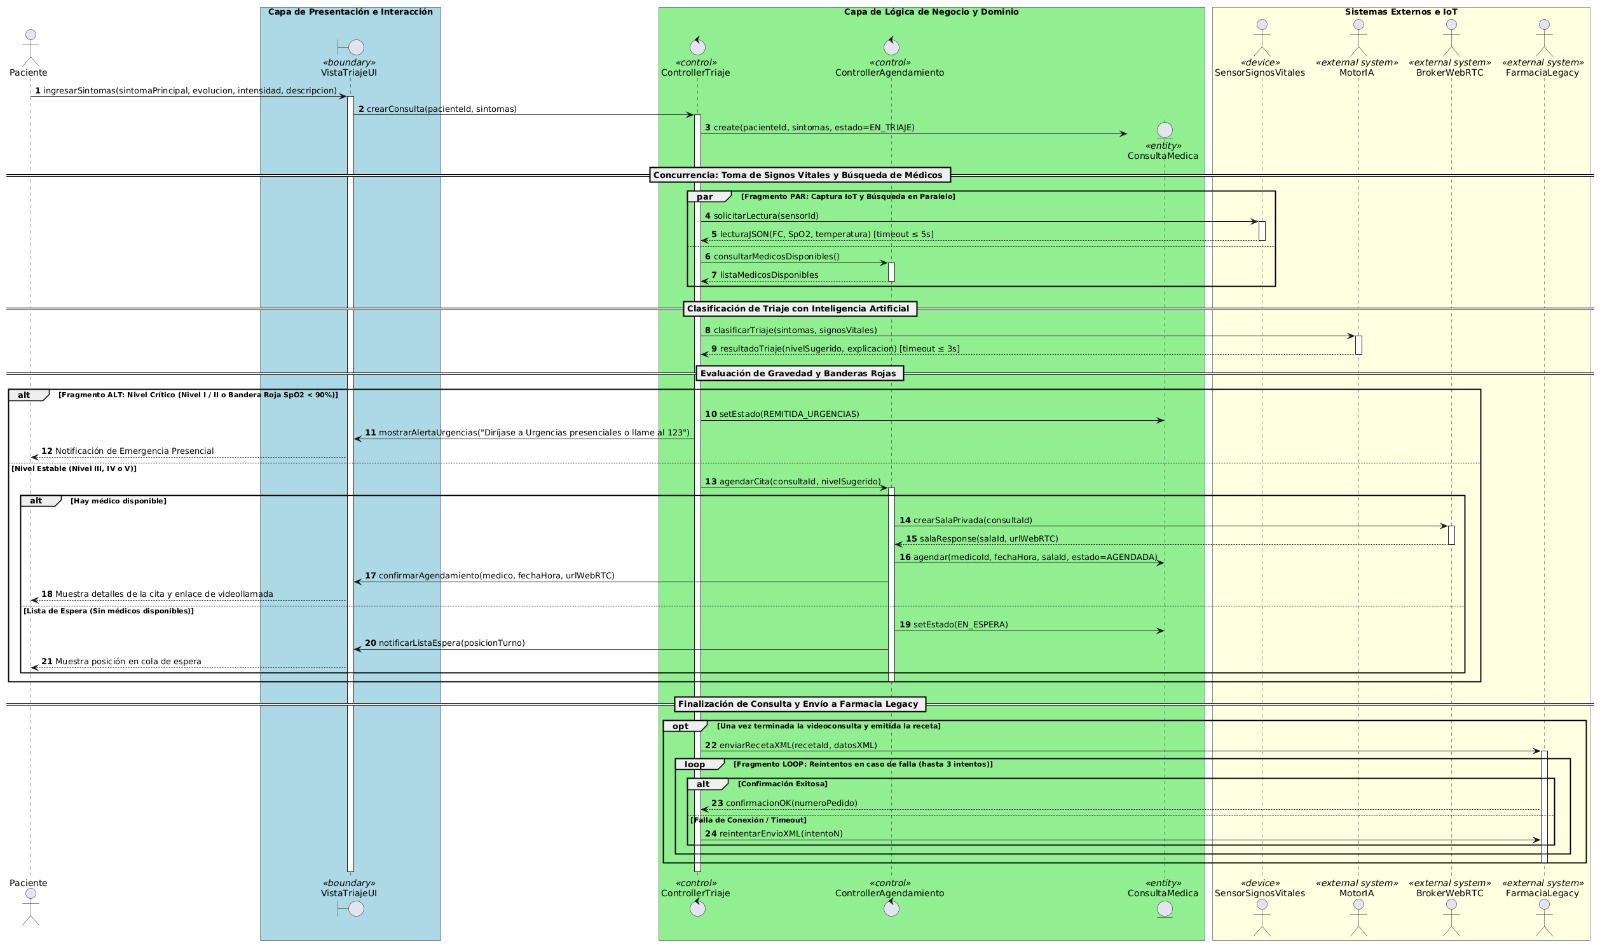 Capa de Presentación e Interacción
Capa de Lógica de Negocio y Dominio
Sistemas Externos e IoT
Paciente
«boundary»
VistaTriajeUI
«control»
ControllerTriaje
«control»
ControllerAgendamiento
«device»
SensorSignosVitales
«external system»
MotorIA
«external system»
BrokerWebRTC
«external system»
FarmaciaLegacy
1 ingresarSintomas(sintomaPrincipal, evolucion, intensidad, descripcion)
2 crearConsulta(pacienteId, sintomas)
3 create(pacienteId, sintomas, estado=EN_TRIAJE)
«entity»
ConsultaMedica
Concurrencia: Toma de Signos Vitales y Búsqueda de Médicos
par [Fragmento PAR: Captura IoT y Búsqueda en Paralelo]
4 solicitarLectura(sensorId)
5 lecturaJSON(FC, SpO2, temperatura) [timeout ≤ 5s]
6 consultarMedicosDisponibles()
7 listaMedicosDisponibles
Clasificación de Triaje con Inteligencia Artificial
8 clasificarTriaje(sintomas, signosVitales)
9 resultadoTriaje(nivelSugerido, explicacion) [timeout ≤ 3s]
Evaluación de Gravedad y Banderas Rojas
alt [Fragmento ALT: Nivel Crítico (Nivel I / II o Bandera Roja SpO2 < 90%)]
10 setEstado(REMITIDA_URGENCIAS)
11 mostrarAlertaUrgencias("Diríjase a Urgencias presenciales o llame al 123")
12 Notificación de Emergencia Presencial
[Nivel Estable (Nivel III, IV o V)]
13 agendarCita(consultaId, nivelSugerido)
alt [Hay médico disponible]
14 crearSalaPrivada(consultaId)
15 salaResponse(salaId, urlWebRTC)
16 agendar(medicoId, fechaHora, salaId, estado=AGENDADA)
17 confirmarAgendamiento(medico, fechaHora, urlWebRTC)
18 Muestra detalles de la cita y enlace de videollamada
[Lista de Espera (Sin médicos disponibles)]
19 setEstado(EN_ESPERA)
20 notificarListaEspera(posicionTurno)
21 Muestra posición en cola de espera
Finalización de Consulta y Envío a Farmacia Legacy
opt [Una vez terminada la videoconsulta y emitida la receta]
22 enviarRecetaXML(recetaId, datosXML)
loop [Fragmento LOOP: Reintentos en caso de falla (hasta 3 intentos)]
alt [Confirmación Exitosa]
23 confirmacionOK(numeroPedido)
[Falla de Conexión / Timeout]
24 reintentarEnvioXML(intentoN)
Paciente
«boundary»
VistaTriajeUI
«control»
ControllerTriaje
«control»
ControllerAgendamiento
«entity»
ConsultaMedica
«device»
SensorSignosVitales
«external system»
MotorIA
«external system»
BrokerWebRTC
«external system»
FarmaciaLegacy